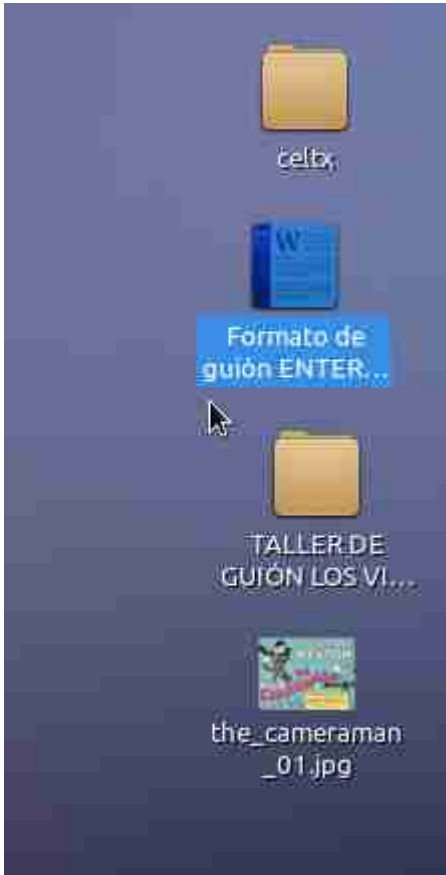 celtx
W
Formato de
guión ENTER...
TALLER DE
GUIÓN LOS VI...
the_cameraman
_01.jpg